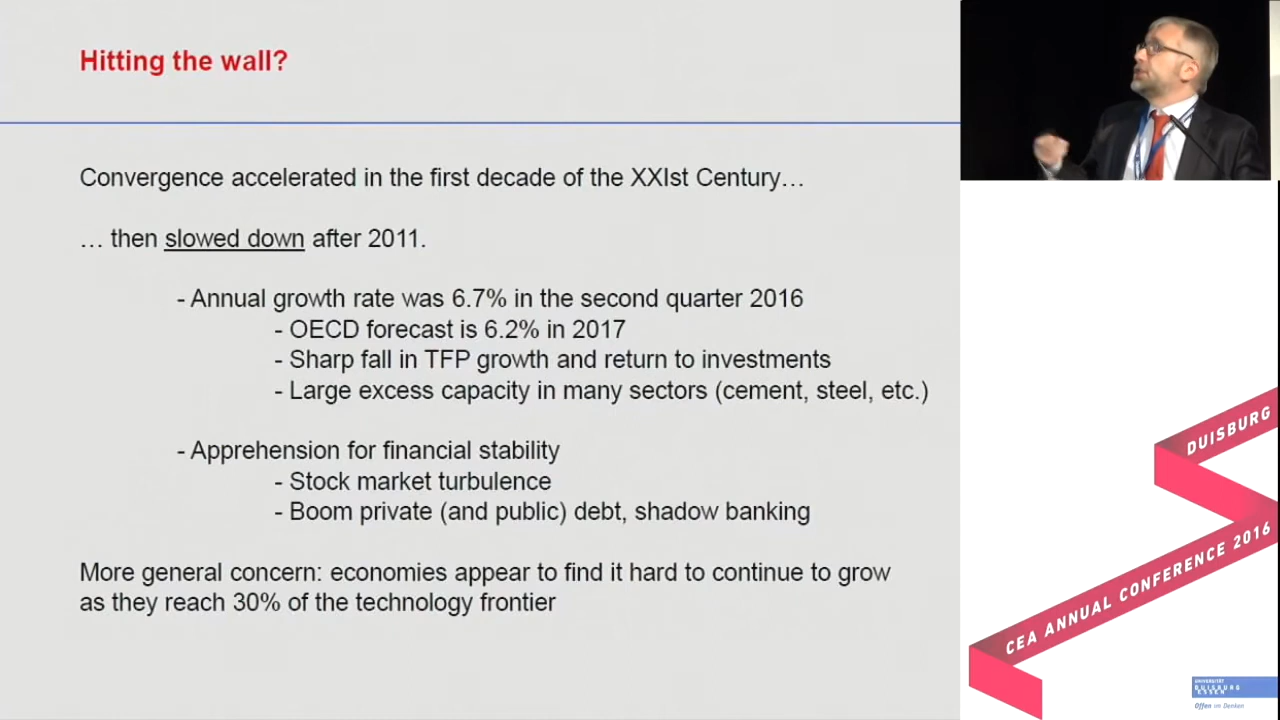 Hitting the wall?
Convergence accelerated in the first decade of the XXIst Century…
… then slowed down after 2011.
- Annual growth rate was 6.7% in the second quarter 2016
- OECD forecast is 6.2% in 2017
- Sharp fall in TFP growth and return to investments
- Large excess capacity in many sectors (cement, steel, etc.)
- Apprehension for financial stability
- Stock market turbulence
- Boom private (and public) debt, shadow banking
More general concern: economies appear to find it hard to continue to grow
as they reach 30% of the technology frontier
DUISBURG
CEA ANNUAL CONFERENCE 2016
UNIVERSITÄT
DUISBURG
ESSEN
Offen im Denken